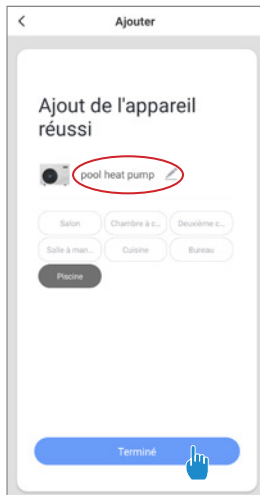 Ajouter
Ajout de l'appareil
réussi
pool heat pump
Salon
Chambre à c...
Deuxième c...
Salle à man...
Cuisine
Bureau
Piscine
Terminé